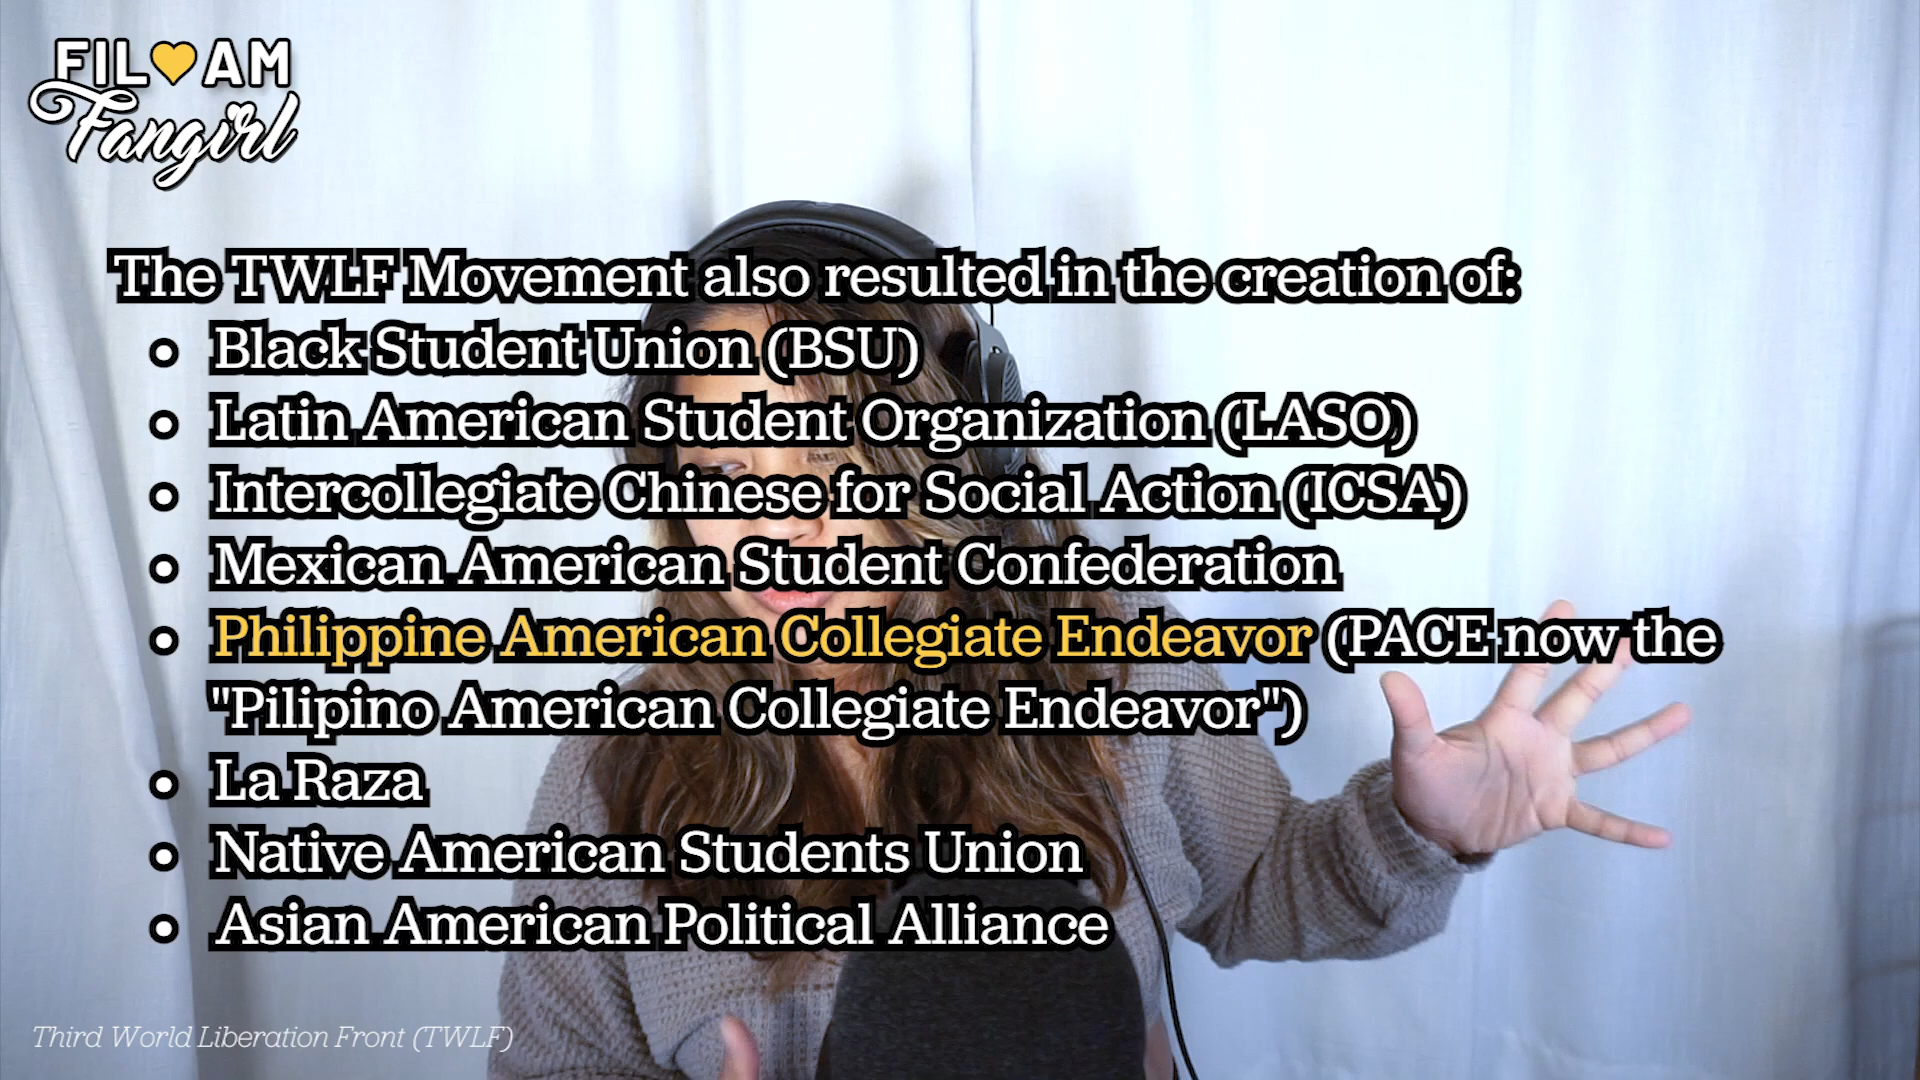 FIL AM
Fangirl
The TWLF Movement also resulted in the creation of:
Black Student Union (BSU)
Latin American Student Organization (LASO)
Intercollegiate Chinese for Social Action (ICSA)
Mexican American Student Confederation
Philippine American Collegiate Endeavor (PACE now the
"Pilipino American Collegiate Endeavor")
La Raza
Native American Students Union
Asian American Political Alliance
Third World Liberation Front (TWLF)